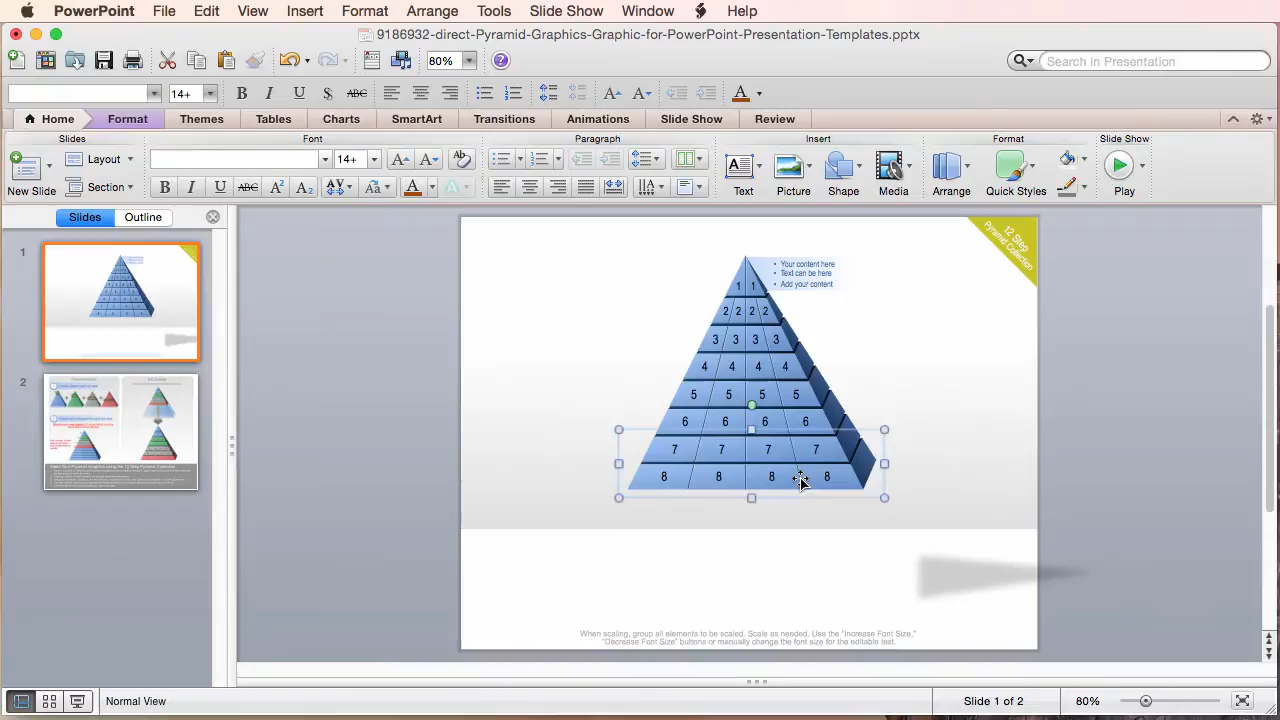 PowerPoint File Edit View Insert Format Arrange Tools Slide Show Window Help
9186932-direct-Pyramid-Graphics-Graphic-for-PowerPoint-Presentation-Templates.pptx
80% Search in Presentation
14+ B I U S ABC A A A
Home Format Themes Tables Charts SmartArt Transitions Animations Slide Show Review
Slides Font Paragraph Insert Format Slide Show
Layout 14+ A A
New Slide Section B I U ABC A² A₂ AV Aa A A Text Picture Shape Media Arrange Quick Styles Play
Slides Outline
1
2
12 Step
Pyramid Collection
• Your content here
• Text can be here
• Add your content
1 1
2 2 2 2
3 3 3 3
4 4 4 4
5 5 5 5
6 6 6 6
7 7 7 7
8 8 8 8
When scaling, group all elements to be scaled. Scale as needed. Use the "Increase Font Size,"
"Decrease Font Size" buttons or manually change the font size for the editable text.
Normal View Slide 1 of 2 80%